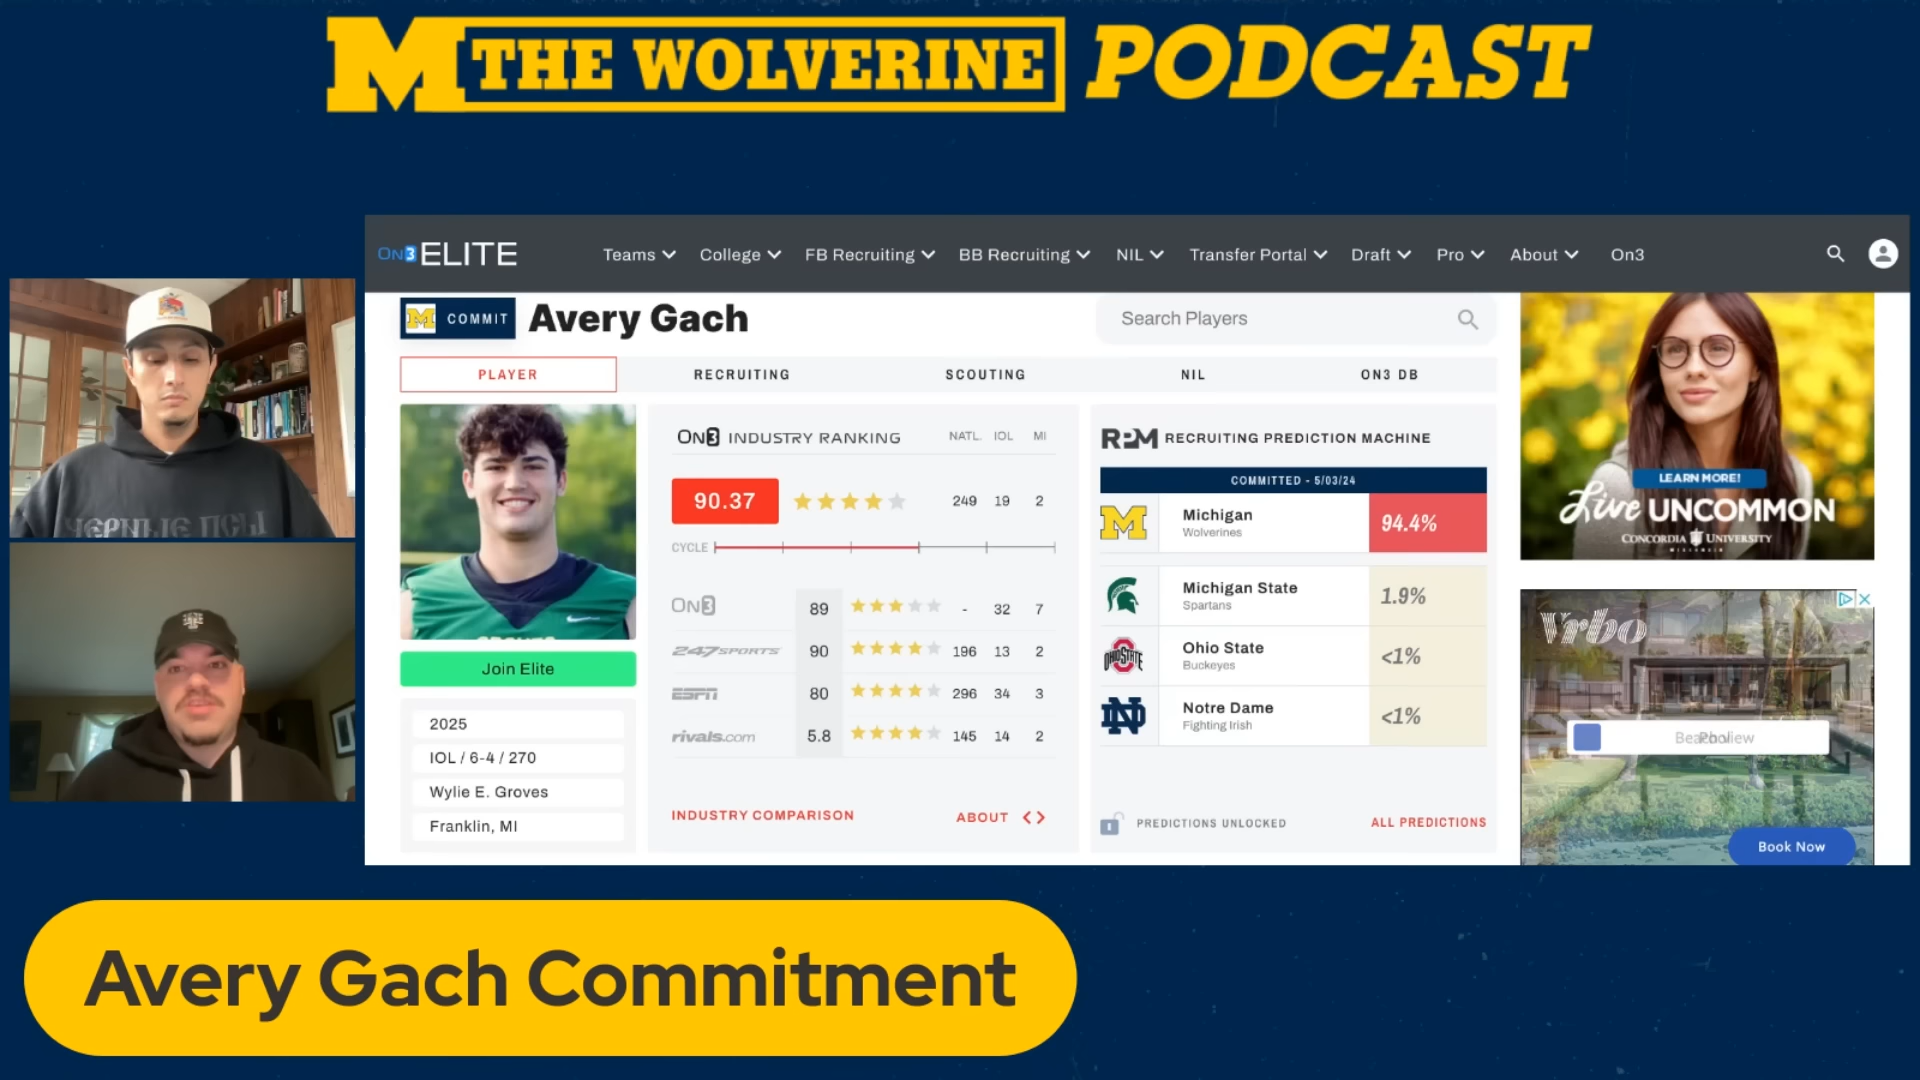 M THE WOLVERINE PODCAST
ON3 ELITE Teams College FB Recruiting BB Recruiting NIL Transfer Portal Draft Pro About On3
M COMMIT Avery Gach Search Players
PLAYER RECRUITING SCOUTING NIL ON3 DB
ON3 INDUSTRY RANKING NATL. IOL MI
90.37 249 19 2
CYCLE
ON3 89 - 32 7
247SPORTS 90 196 13 2
ESPN 80 296 34 3
rivals.com 5.8 145 14 2
INDUSTRY COMPARISON ABOUT
Join Elite
2025
IOL / 6-4 / 270
Wylie E. Groves
Franklin, MI
RPM RECRUITING PREDICTION MACHINE
COMMITTED - 5/03/24
Michigan 94.4%
Wolverines
Michigan State 1.9%
Spartans
OHIO STATE
Ohio State <1%
Buckeyes
Notre Dame <1%
Fighting Irish
PREDICTIONS UNLOCKED ALL PREDICTIONS
LEARN MORE!
Live UNCOMMON
CONCORDIA UNIVERSITY
WISCONSIN
Vrbo
Book Now
Avery Gach Commitment